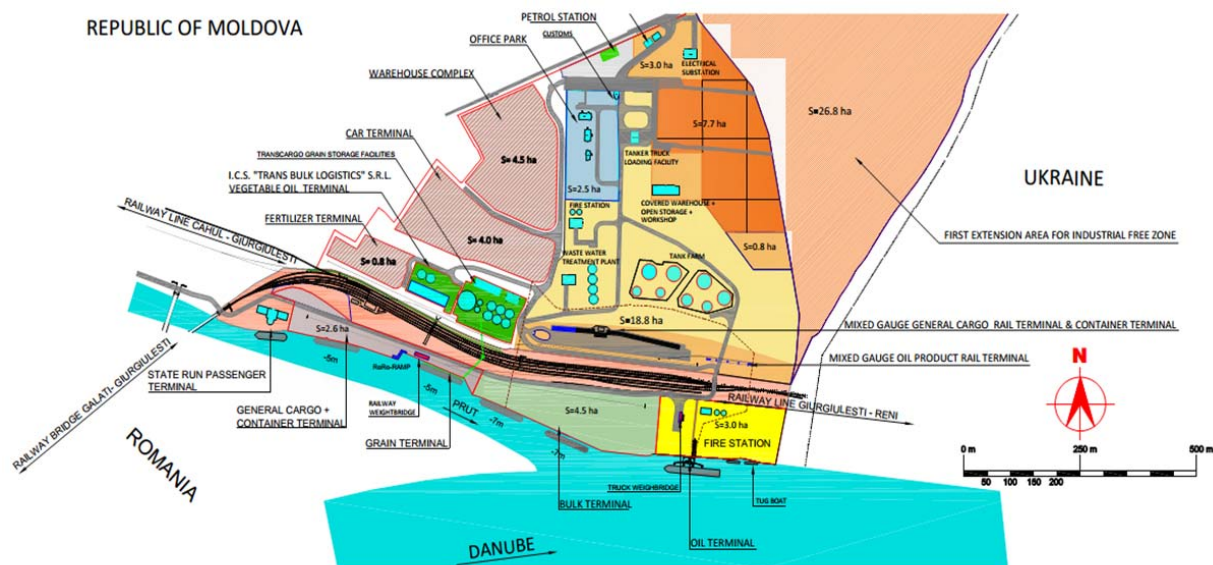 REPUBLIC OF MOLDOVA
PETROL STATION
CUSTOMS
OFFICE PARK
S=3.0 ha
ELECTRICAL
SUBSTATION
WAREHOUSE COMPLEX
S=26.8 ha
S=7.7 ha
CAR TERMINAL
S= 4.5 ha
TRANSCARGO GRAIN STORAGE FACILITIES
TANKER TRUCK
LOADING FACILITY
I.C.S. "TRANS BULK LOGISTICS" S.R.L.
VEGETABLE OIL TERMINAL
UKRAINE
S=2.5 ha
FIRE STATION
COVERED WAREHOUSE +
OPEN STORAGE +
WORKSHOP
RAILWAY LINE CAHUL - GIURGIULESTI
FERTILIZER TERMINAL
S= 4.0 ha
FIRST EXTENSION AREA FOR INDUSTRIAL FREE ZONE
S=0.8 ha
S= 0.8 ha
WASTE WATER
TREATMENT PLANT
TANK FARM
S=18.8 ha
MIXED GAUGE GENERAL CARGO RAIL TERMINAL & CONTAINER TERMINAL
S=2.6 ha
-5m
RoRo-RAMP
MIXED GAUGE OIL PRODUCT RAIL TERMINAL
N
STATE RUN PASSENGER
TERMINAL
-5m
RAILWAY
WEIGHTBRIDGE
PRUT
-7m
RAILWAY LINE GIURGIULESTI - RENI
S=4.5 ha
S=3.0 ha
GENERAL CARGO +
CONTAINER TERMINAL
GRAIN TERMINAL
FIRE STATION
-7m
RAILWAY BRIDGE GALATI- GIURGIULESTI
ROMANIA
0 m
250 m
500 m
50 100 150 200
TRUCK WEIGHBRIDGE
TUG BOAT
BULK TERMINAL
OIL TERMINAL
DANUBE